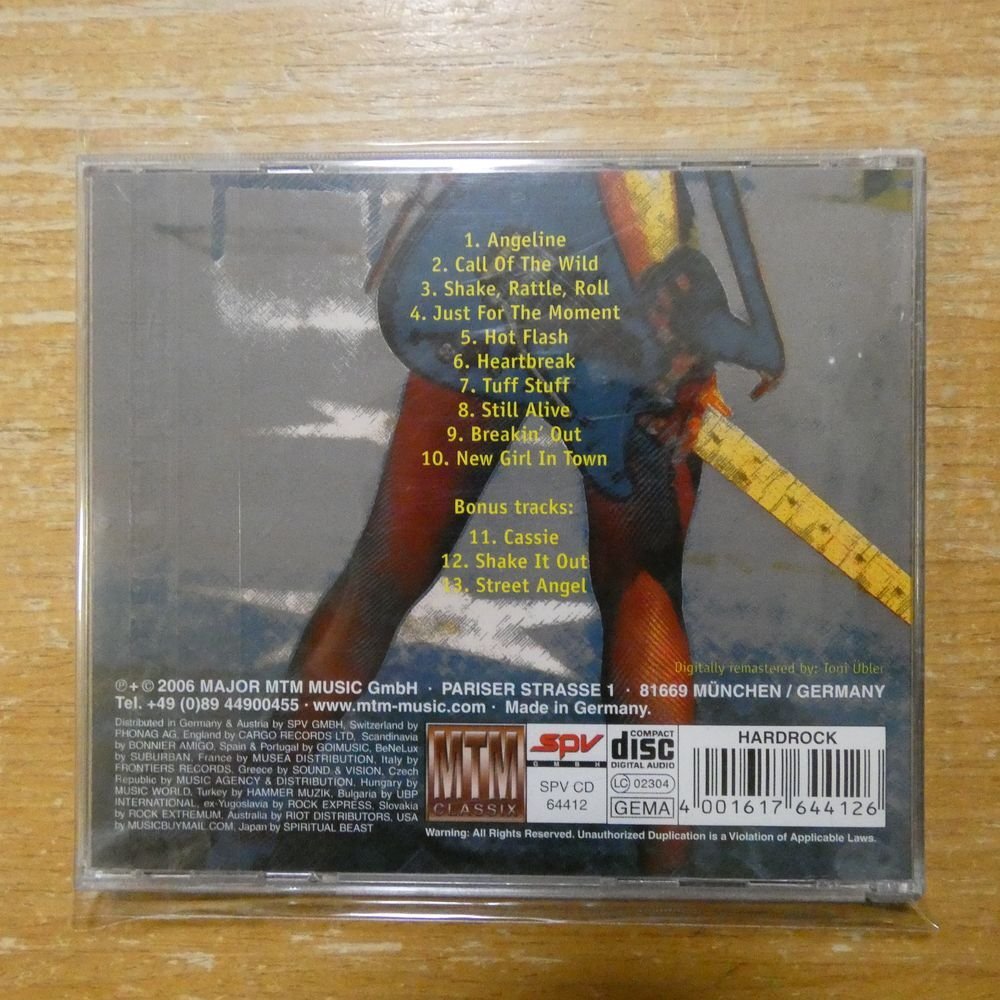 1. Angeline
2. Call Of The Wild
3. Shake, Rattle, Roll
4. Just For The Moment
5. Hot Flash
6. Heartbreak
7. Tuff Stuff
8. Still Alive
9. Breakin' Out
10. New Girl In Town
Bonus tracks:
11. Cassie
12. Shake It Out
13. Street Angel
Digitally remastered by: Toni Übler
℗ + © 2006 MAJOR MTM MUSIC GmbH · PARISER STRASSE 1 · 81669 MÜNCHEN / GERMANY
Tel. +49 (0)89 44900455 · www.mtm-music.com · Made in Germany.
Distributed in Germany & Austria by SPV GMBH, Switzerland by
PHONAG AG, England by CARGO RECORDS LTD, Scandinavia
by BONNIER AMIGO, Spain & Portugal by GOIMUSIC, BeNeLux
by SUBURBAN, France by MUSEA DISTRIBUTION, Italy by
FRONTIERS RECORDS, Greece by SOUND & VISION, Czech
Republic by MUSIC AGENCY & DISTRIBUTION, Hungary by
MUSIC WORLD, Turkey by HAMMER MUZIK, Bulgaria by UBP
INTERNATIONAL, ex-Yugoslavia by ROCK EXPRESS, Slovakia
by ROCK EXTREMUM, Australia by RIOT DISTRIBUTORS, USA
by MUSICBUYMAIL.COM, Japan by SPIRITUAL BEAST
MTM
CLASSIX
SPV
GMBH
SPV CD
64412
COMPACT
disc
DIGITAL AUDIO
LC 02304
GEMA
HARDROCK
4 001617 644126
Warning: All Rights Reserved. Unauthorized Duplication is a Violation of Applicable Laws.